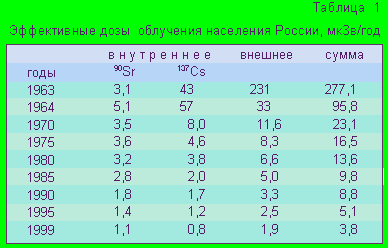 Таблица 1
Эффективные дозы облучения населения России, мкЗв/год
внутреннее внешнее сумма
годы ⁹⁰Sr ¹³⁷Cs
1963 3,1 43 231 277,1
1964 5,1 57 33 95,8
1970 3,5 8,0 11,6 23,1
1975 3,6 4,6 8,3 16,5
1980 3,2 3,8 6,6 13,6
1985 2,8 2,0 5,0 9,8
1990 1,8 1,7 3,3 8,8
1995 1,4 1,2 2,5 5,1
1999 1,1 0,8 1,9 3,8